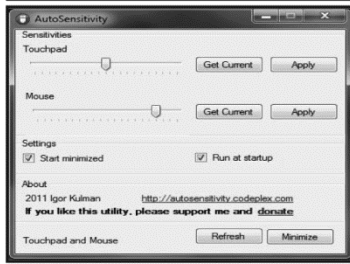 AutoSensitivity
Sensitivities
Touchpad
Get Current Apply
Mouse
Get Current Apply
Settings
Start minimized Run at startup
About
2011 Igor Kulman http://autosensitivity.codeplex.com
If you like this utility, please support me and donate
Touchpad and Mouse Refresh Minimize